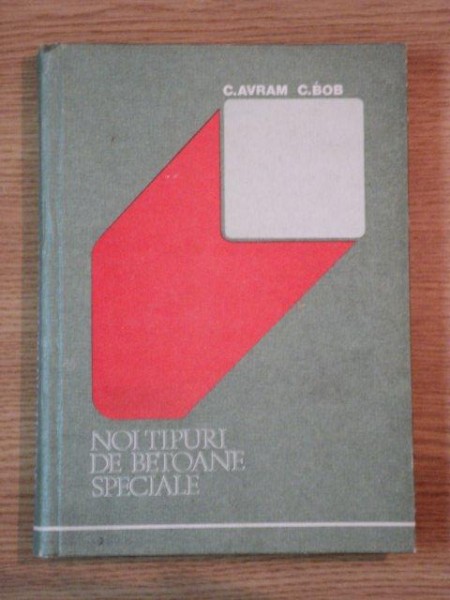 C.AVRAM C.BOB
NOI TIPURI
DE BETOANE
SPECIALE